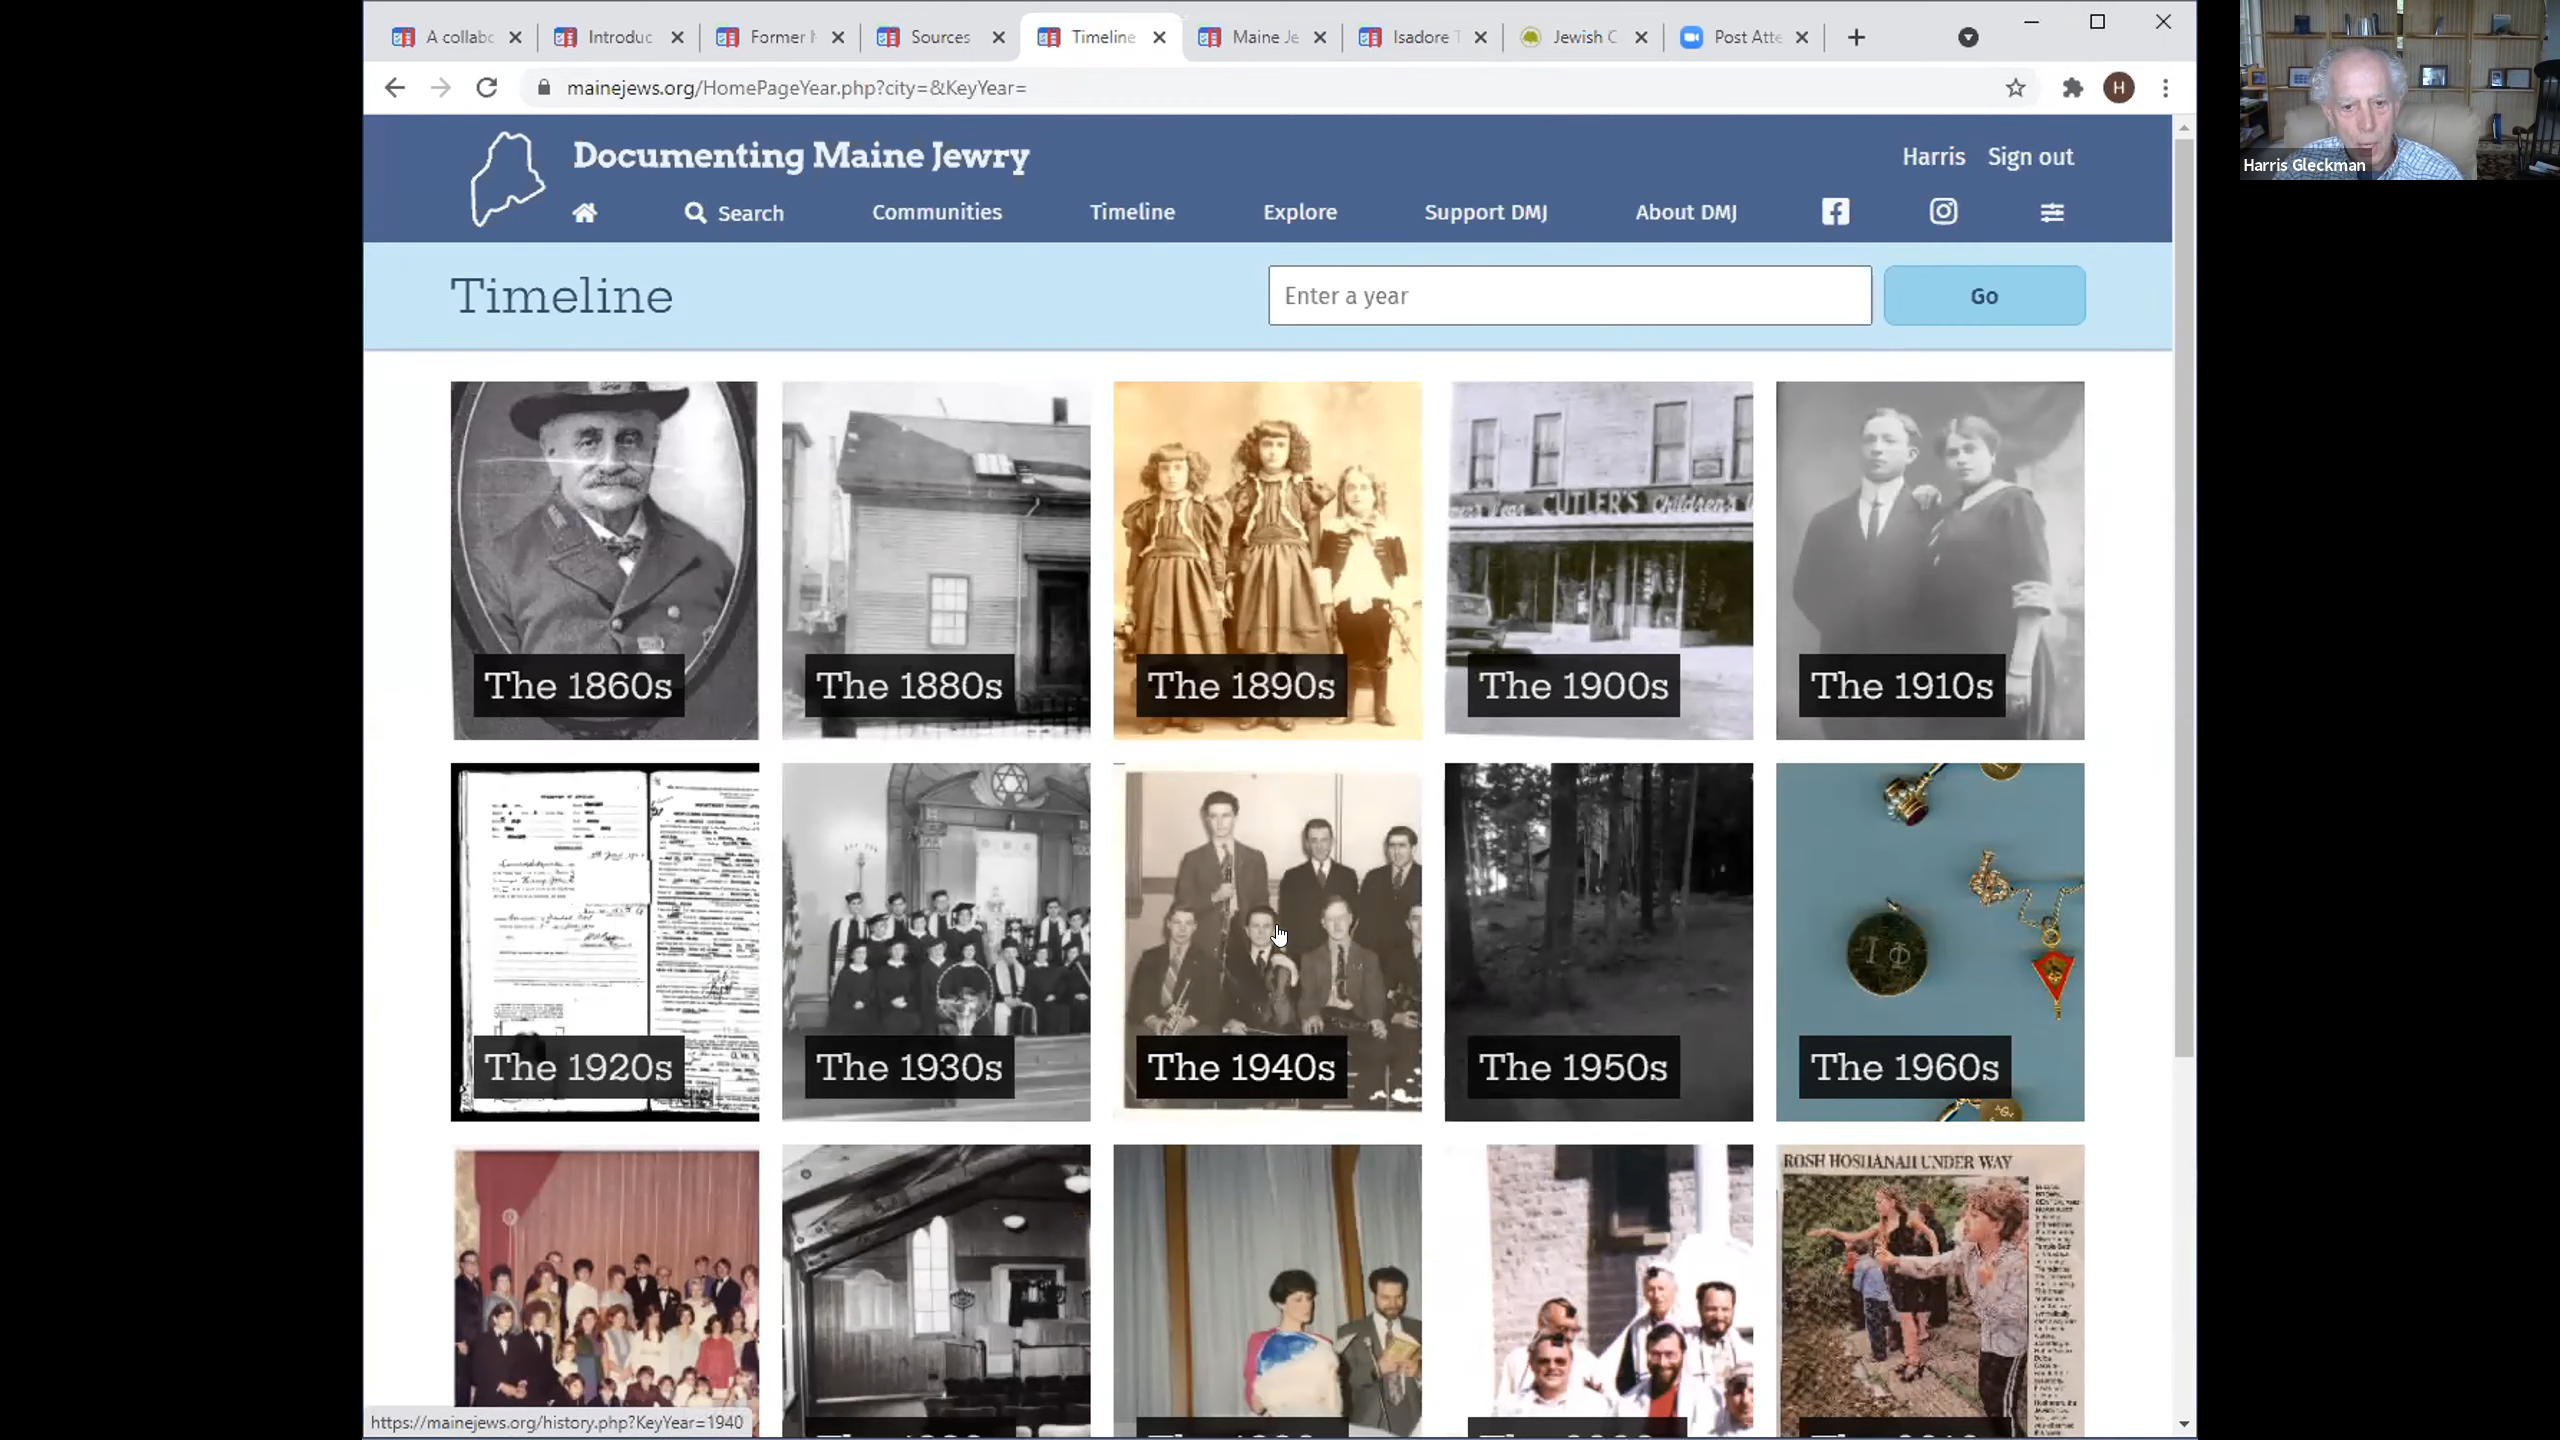 A collabc
Introduc
Former
Sources
Timeline
Maine Je
Isadore
Jewish C
Post Atte
mainejews.org/HomePageYear.php?city=&KeyYear=
H
Documenting Maine Jewry
Harris Sign out
Search Communities Timeline Explore Support DMJ About DMJ
Harris Gleckman
Timeline
Enter a year
Go
CUTLER'S Children's
The 1860s
The 1880s
The 1890s
The 1900s
The 1910s
I Φ
The 1920s
The 1930s
The 1940s
The 1950s
The 1960s
ROSH HOSHANAH UNDER WAY
https://mainejews.org/history.php?KeyYear=1940